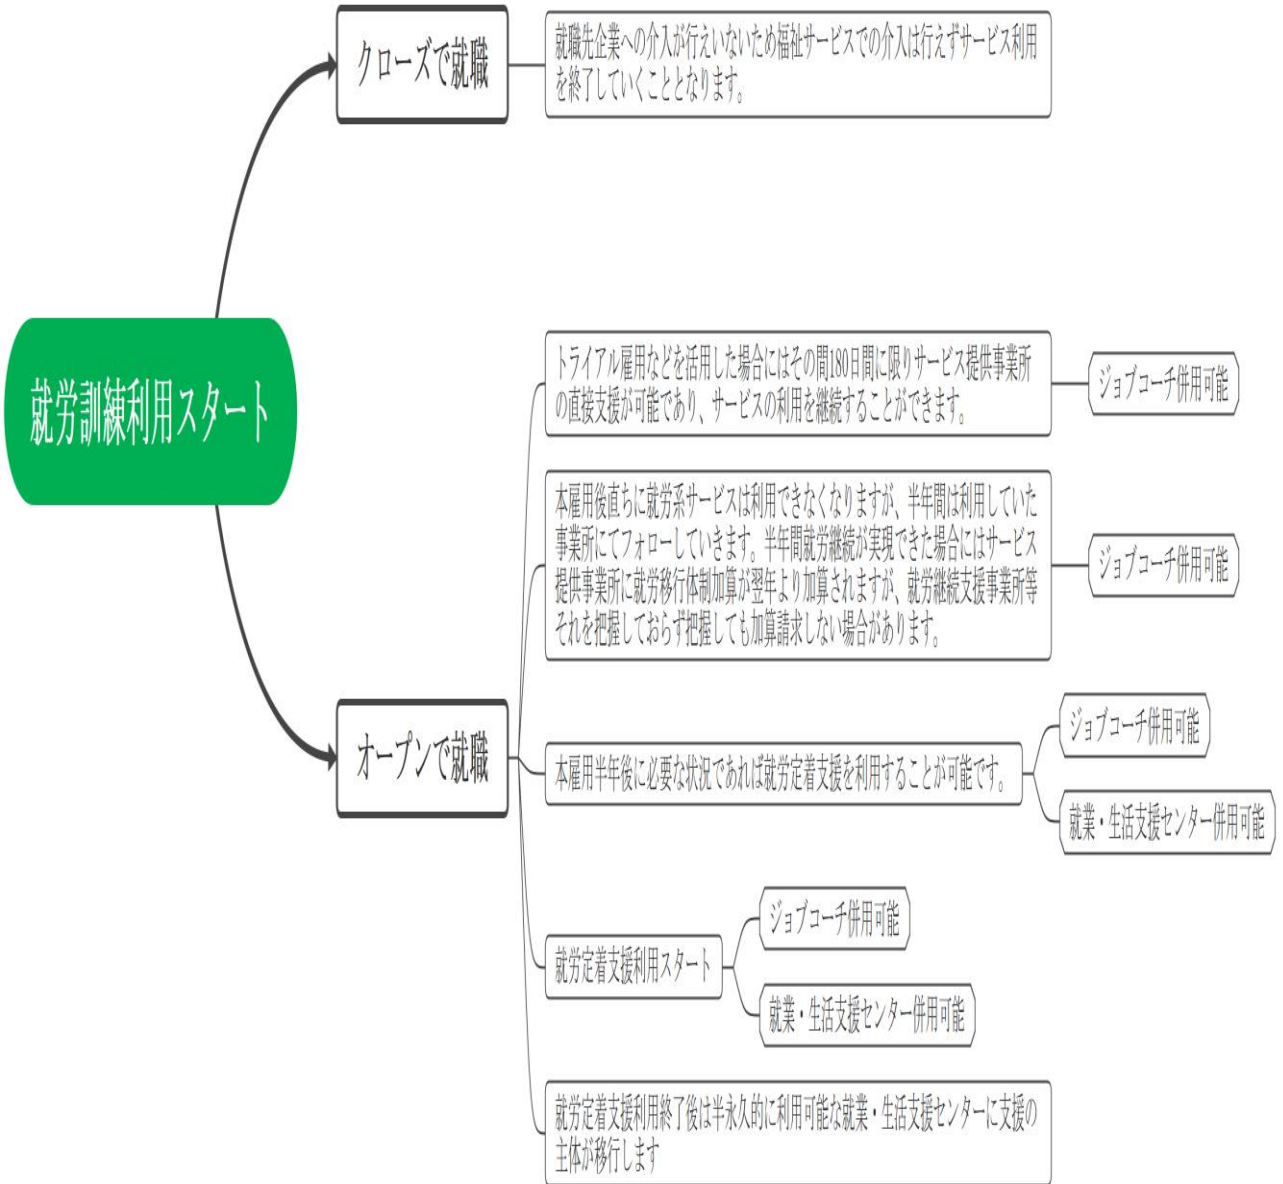 就労訓練利用スタート
クローズで就職
就職先企業への介入が行えいないため福祉サービスでの介入は行えずサービス利用
を終了していくこととなります。
オープンで就職
トライアル雇用などを活用した場合にはその間180日間に限りサービス提供事業所
の直接支援が可能であり、サービスの利用を継続することができます。
ジョブコーチ併用可能
本雇用後直ちに就労系サービスは利用できなくなりますが、半年間は利用していた
事業所にてフォローしていきます。半年間就労継続が実現できた場合にはサービス
提供事業所に就労移行体制加算が翌年より加算されますが、就労継続支援事業所等
それを把握しておらず把握しても加算請求しない場合があります。
ジョブコーチ併用可能
本雇用半年後に必要な状況であれば就労定着支援を利用することが可能です。
ジョブコーチ併用可能
就業・生活支援センター併用可能
就労定着支援利用スタート
ジョブコーチ併用可能
就業・生活支援センター併用可能
就労定着支援利用終了後は半永久的に利用可能な就業・生活支援センターに支援の
主体が移行します